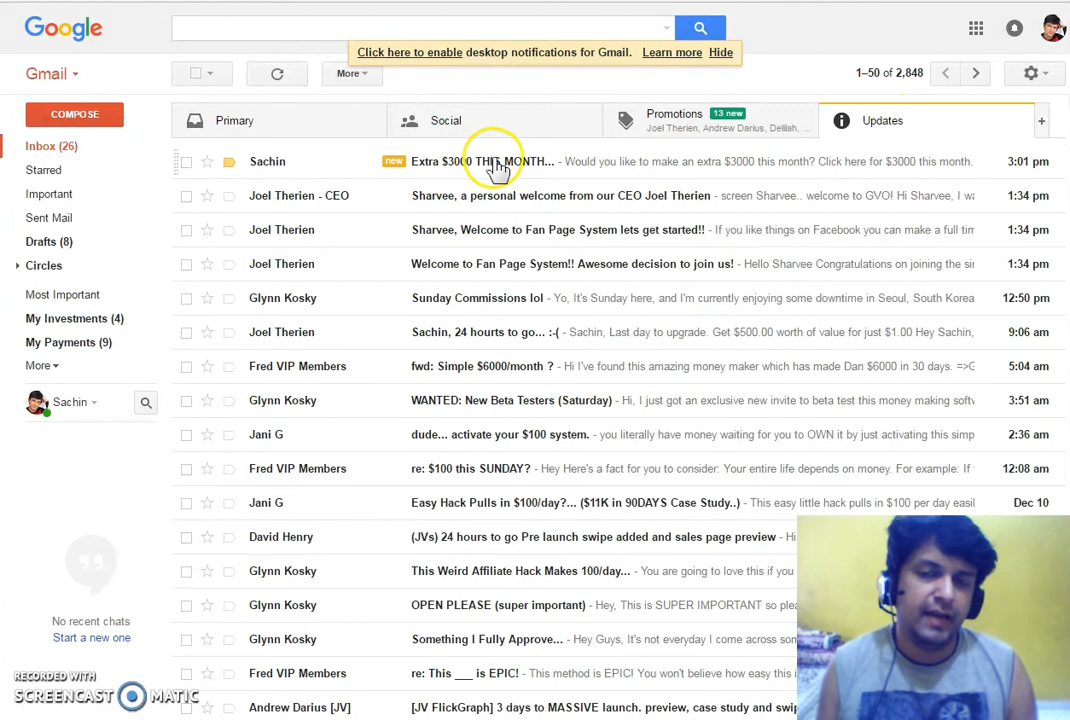 Google
Click here to enable desktop notifications for Gmail. Learn more Hide
Gmail
More
1–50 of 2,848
COMPOSE
Primary
Social
Promotions 13 new
Joel Therien, Andrew Darius, Delilah, ...
Updates
+
Inbox (26)
Starred
Important
Sent Mail
Drafts (8)
Circles
Most Important
My Investments (4)
My Payments (9)
More
Sachin
No recent chats
Start a new one
Sachin new Extra $3000 THIS MONTH... - Would you like to make an extra $3000 this month? Click here for $3000 this month. 3:01 pm
Joel Therien - CEO Sharvee, a personal welcome from our CEO Joel Therien - screen Sharvee.. welcome to GVO! Hi Sharvee, I wa 1:34 pm
Joel Therien Sharvee, Welcome to Fan Page System lets get started!! - If you like things on Facebook you can make a full tim 1:34 pm
Joel Therien Welcome to Fan Page System!! Awesome decision to join us! - Hello Sharvee Congratulations on joining the sin 1:34 pm
Glynn Kosky Sunday Commissions lol - Yo, It's Sunday here, and I'm currently enjoying some downtime in Seoul, South Korea 12:50 pm
Joel Therien Sachin, 24 hourts to go... :-( - Sachin, Last day to upgrade. Get $500.00 worth of value for just $1.00 Hey Sachin, 9:06 am
Fred VIP Members fwd: Simple $6000/month ? - Hi I've found this amazing money maker which has made Dan $6000 in 30 days. =>G 5:04 am
Glynn Kosky WANTED: New Beta Testers (Saturday) - Hi, I just got an exclusive new invite to beta test this money making softv 3:51 am
Jani G dude... activate your $100 system. - you literally have money waiting for you to OWN it by just activating this simp 2:36 am
Fred VIP Members re: $100 this SUNDAY? - Hey Here's a fact for you to consider: Your entire life depends on money. For example: If 12:08 am
Jani G Easy Hack Pulls in $100/day?... ($11K in 90DAYS Case Study..) - This easy little hack pulls in $100 per day easil Dec 10
David Henry (JVs) 24 hours to go Pre launch swipe added and sales page preview - Hi
Glynn Kosky This Weird Affiliate Hack Makes 100/day... - You are going to love this if you
Glynn Kosky OPEN PLEASE (super important) - Hey, This is SUPER IMPORTANT so ple
Glynn Kosky Something I Fully Approve... - Hey Guys, It's not everyday I come across som
Fred VIP Members re: This ___ is EPIC! - This method is EPIC! You won't believe how easy this i
Andrew Darius [JV] [JV FlickGraph] 3 days to MASSIVE launch. preview, case study and swip
RECORDED WITH
SCREENCAST MATIC